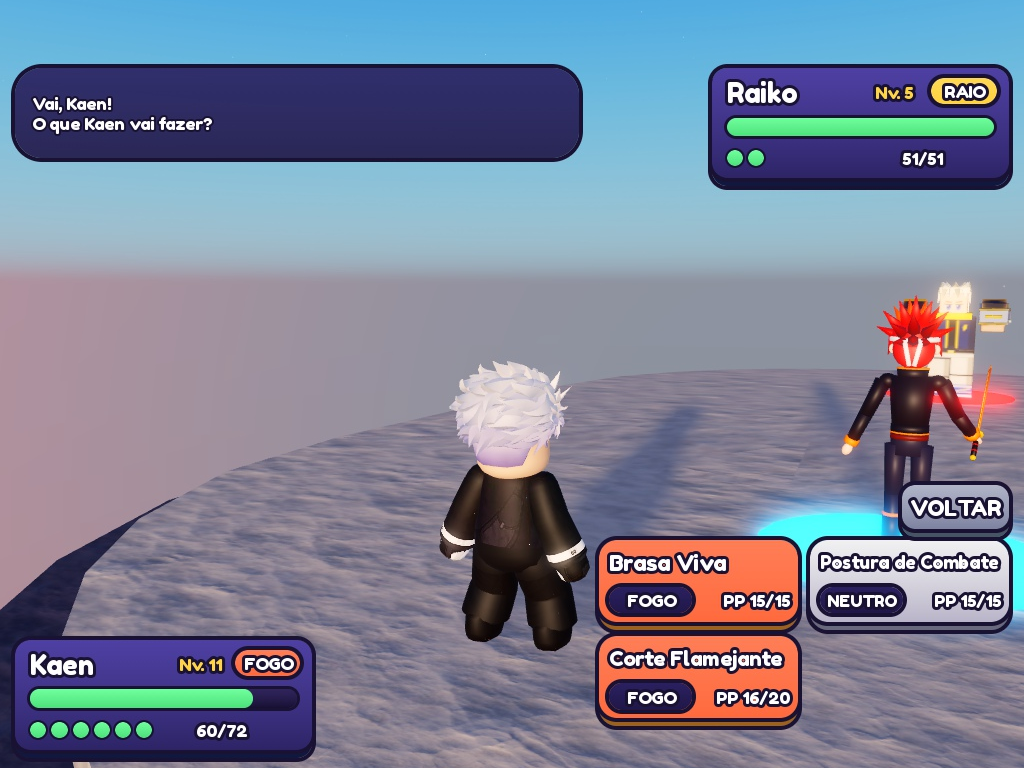 Vai, Kaen!
O que Kaen vai fazer?
Raiko
Nv. 5
RAIO
51/51
VOLTAR
Brasa Viva
FOGO
PP 15/15
Postura de Combate
NEUTRO
PP 15/15
Corte Flamejante
FOGO
PP 16/20
Kaen
Nv. 11
FOGO
60/72